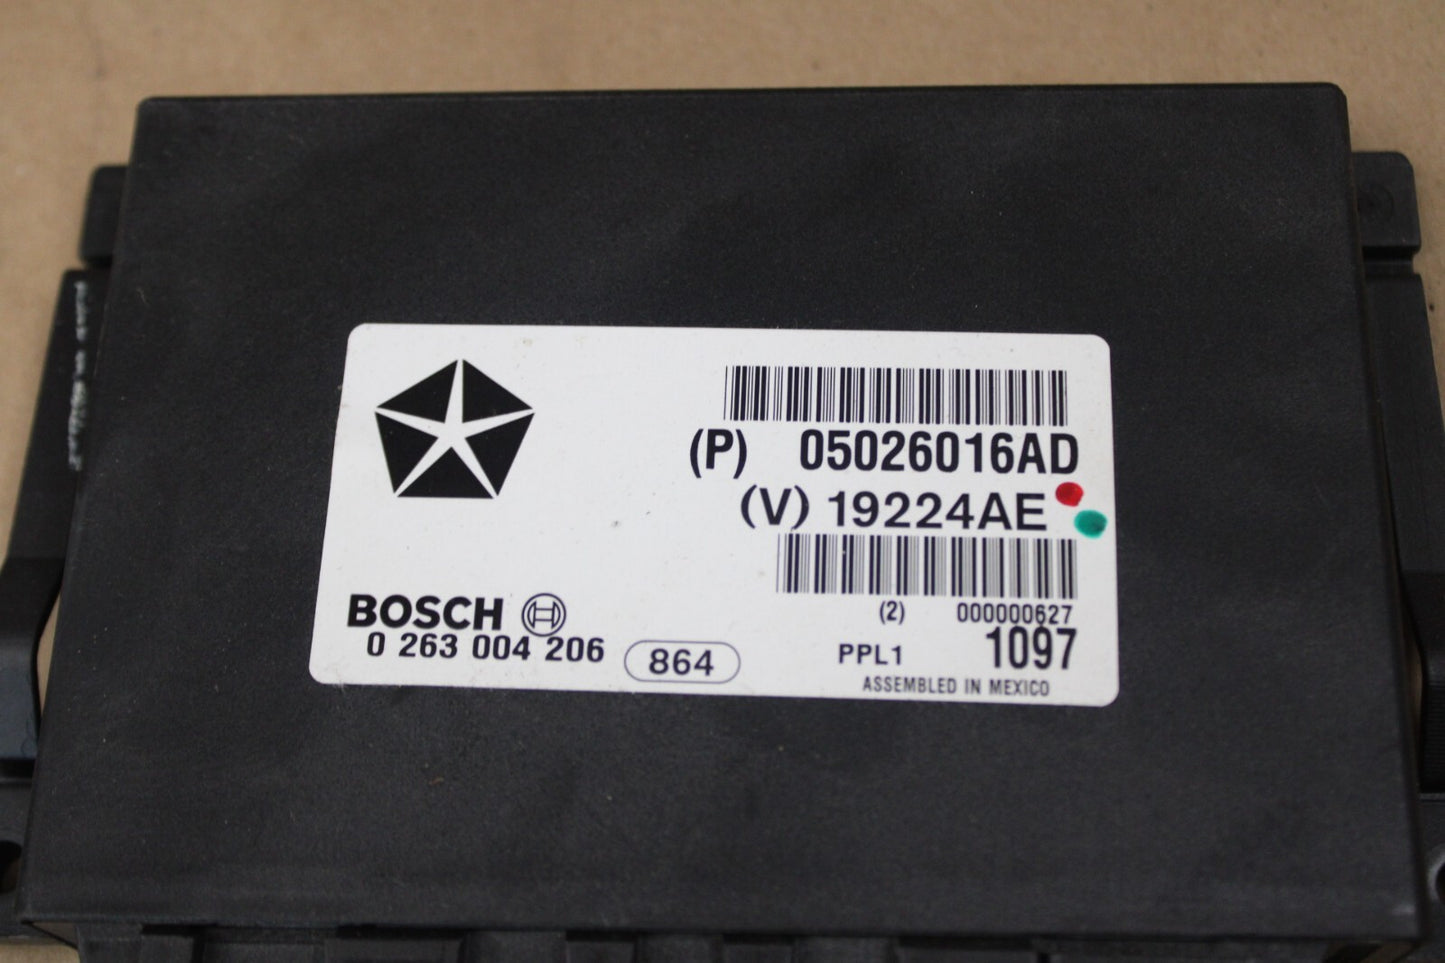 (P) 05026016AD
(V) 19224AE
BOSCH
0 263 004 206
864
(2) 000000627
PPL1 1097
ASSEMBLED IN MEXICO